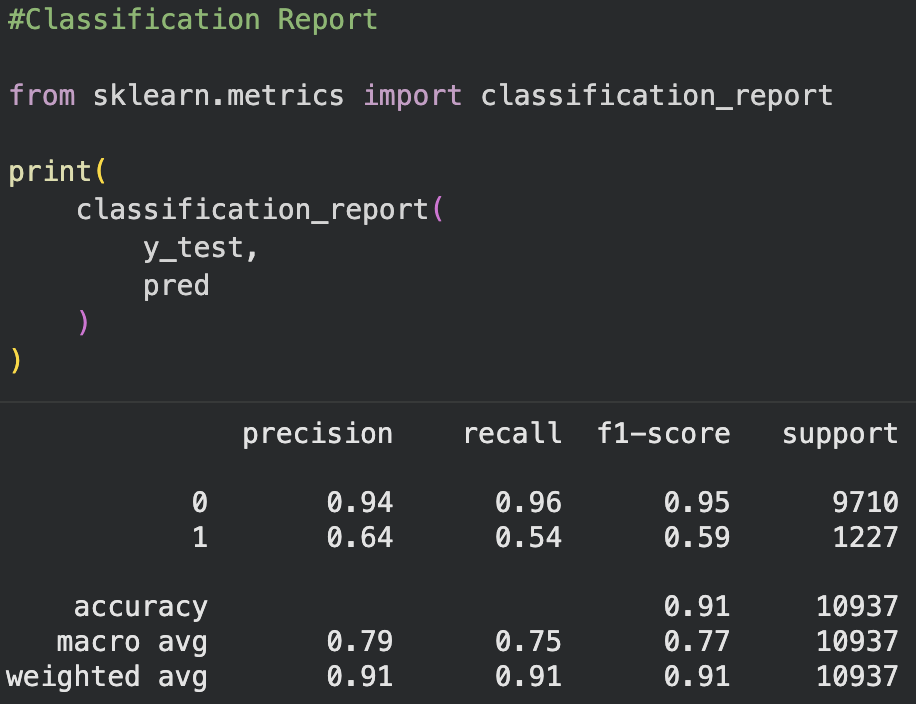 #Classification Report
from sklearn.metrics import classification_report
print(
    classification_report(
        y_test,
        pred
    )
)
              precision    recall  f1-score   support
           0       0.94      0.96      0.95      9710
           1       0.64      0.54      0.59      1227
    accuracy                           0.91     10937
   macro avg       0.79      0.75      0.77     10937
weighted avg       0.91      0.91      0.91     10937